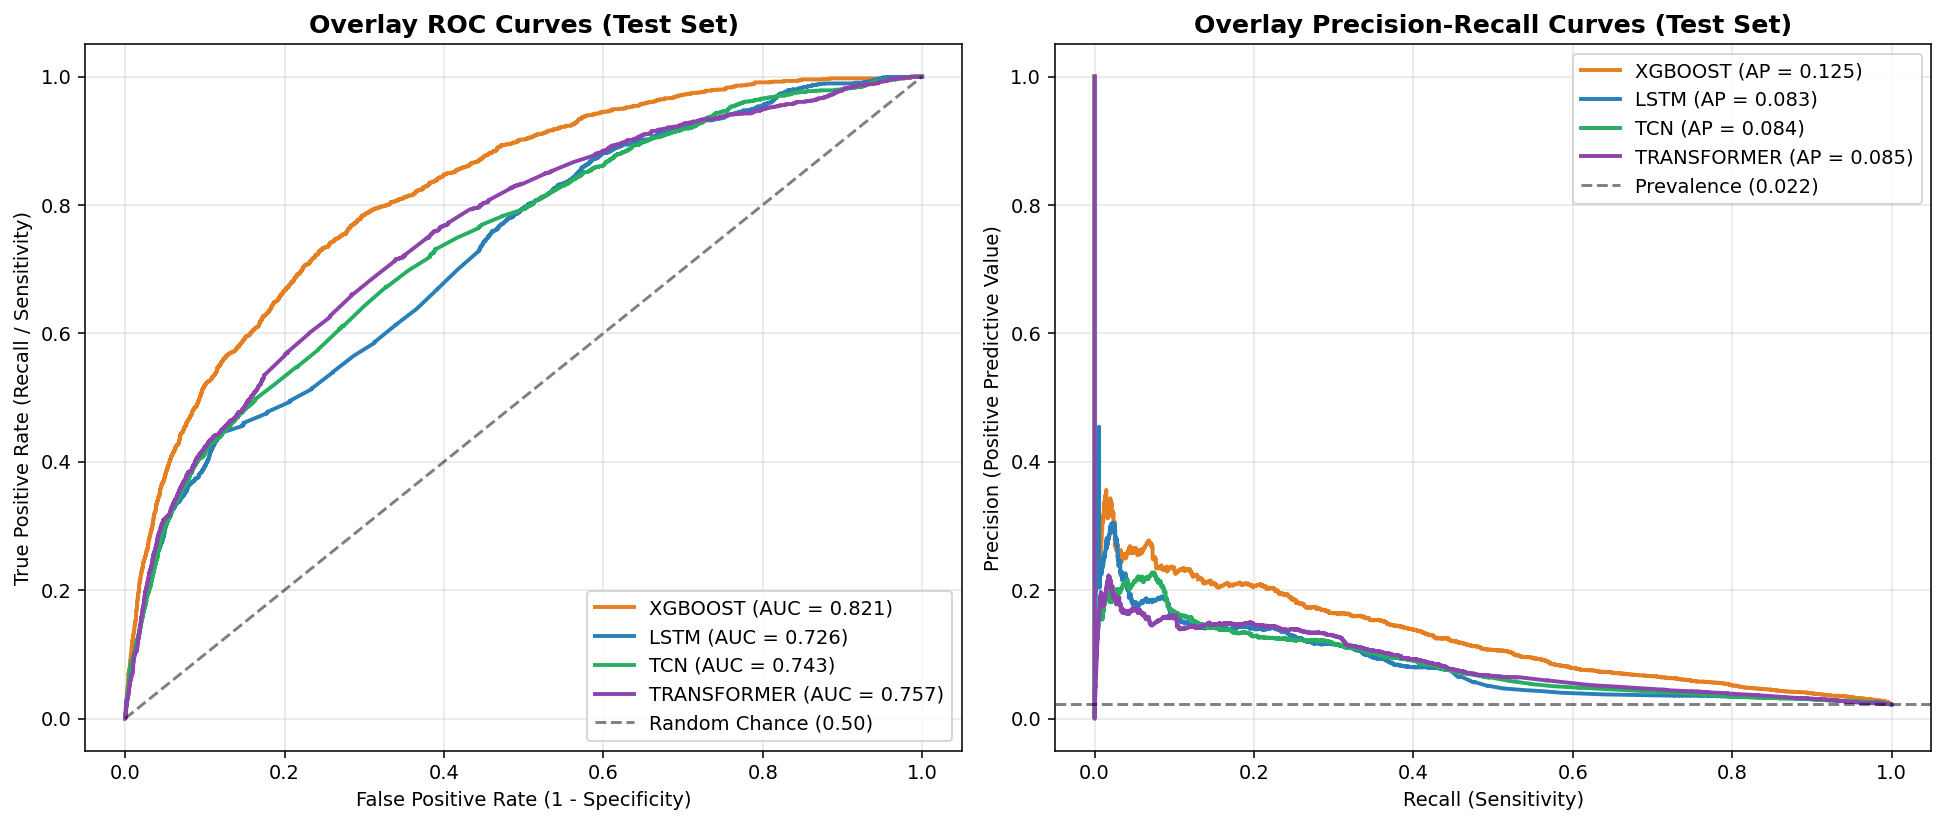 Overlay ROC Curves (Test Set)
True Positive Rate (Recall / Sensitivity)
1.0
0.8
0.6
0.4
0.2
0.0
XGBOOST (AUC = 0.821)
LSTM (AUC = 0.726)
TCN (AUC = 0.743)
TRANSFORMER (AUC = 0.757)
Random Chance (0.50)
0.0 0.2 0.4 0.6 0.8 1.0
False Positive Rate (1 - Specificity)
Overlay Precision-Recall Curves (Test Set)
Precision (Positive Predictive Value)
1.0
0.8
0.6
0.4
0.2
0.0
XGBOOST (AP = 0.125)
LSTM (AP = 0.083)
TCN (AP = 0.084)
TRANSFORMER (AP = 0.085)
Prevalence (0.022)
0.0 0.2 0.4 0.6 0.8 1.0
Recall (Sensitivity)